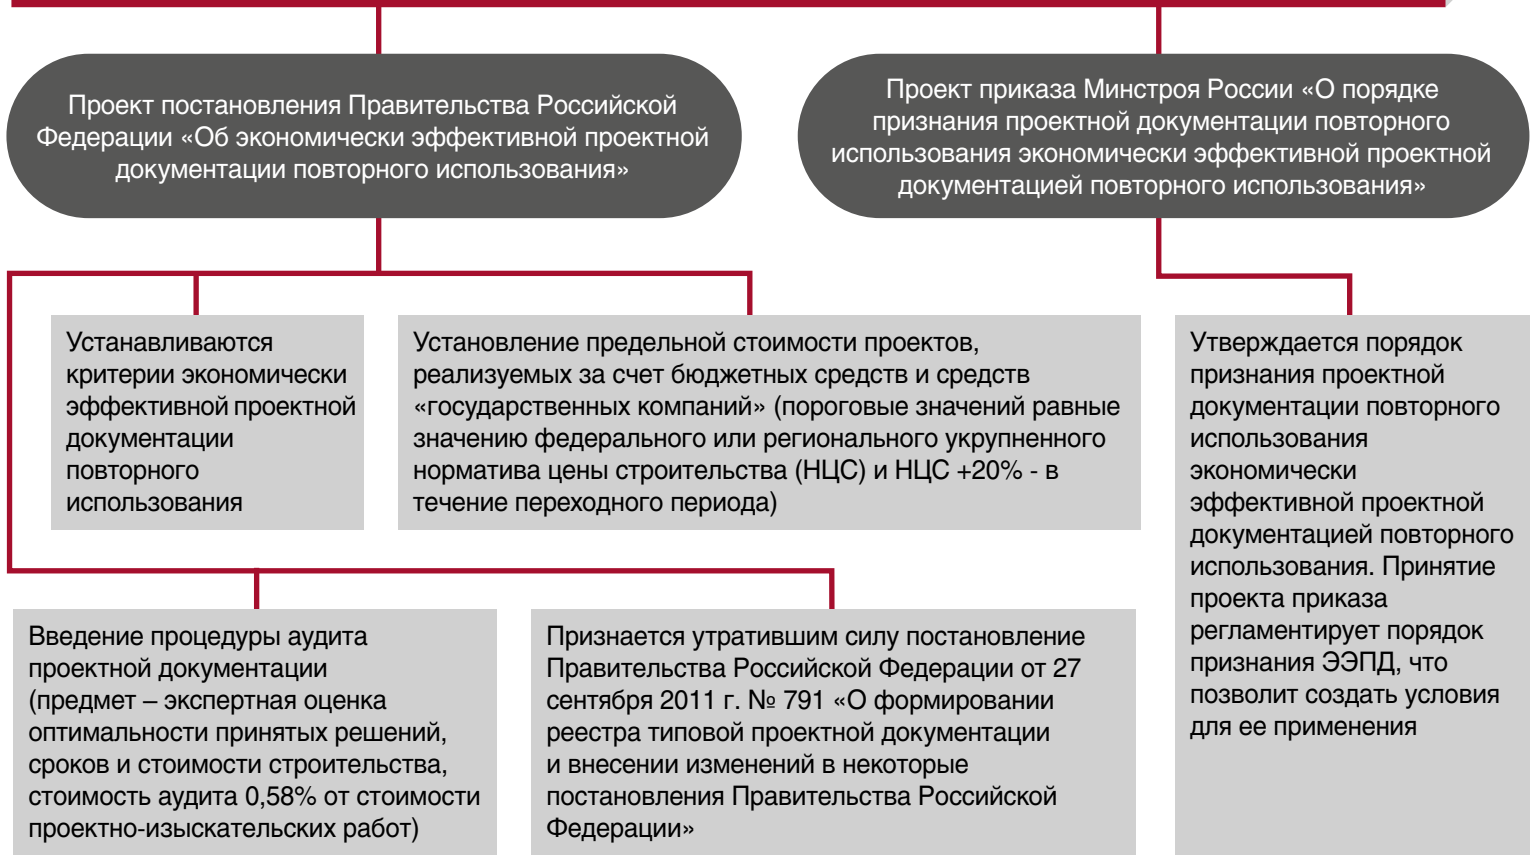 Проект постановления Правительства Российской
Федерации «Об экономически эффективной проектной
документации повторного использования»
Проект приказа Минстроя России «О порядке
признания проектной документации повторного
использования экономически эффективной проектной
документацией повторного использования»
Устанавливаются
критерии экономически
эффективной проектной
документации
повторного
использования
Установление предельной стоимости проектов,
реализуемых за счет бюджетных средств и средств
«государственных компаний» (пороговые значений равные
значению федерального или регионального укрупненного
норматива цены строительства (НЦС) и НЦС +20% - в
течение переходного периода)
Утверждается порядок
признания проектной
документации повторного
использования
экономически
эффективной проектной
документацией повторного
использования. Принятие
проекта приказа
регламентирует порядок
признания ЭЭПД, что
позволит создать условия
для ее применения
Введение процедуры аудита
проектной документации
(предмет – экспертная оценка
оптимальности принятых решений,
сроков и стоимости строительства,
стоимость аудита 0,58% от стоимости
проектно-изыскательских работ)
Признается утратившим силу постановление
Правительства Российской Федерации от 27
сентября 2011 г. № 791 «О формировании
реестра типовой проектной документации
и внесении изменений в некоторые
постановления Правительства Российской
Федерации»